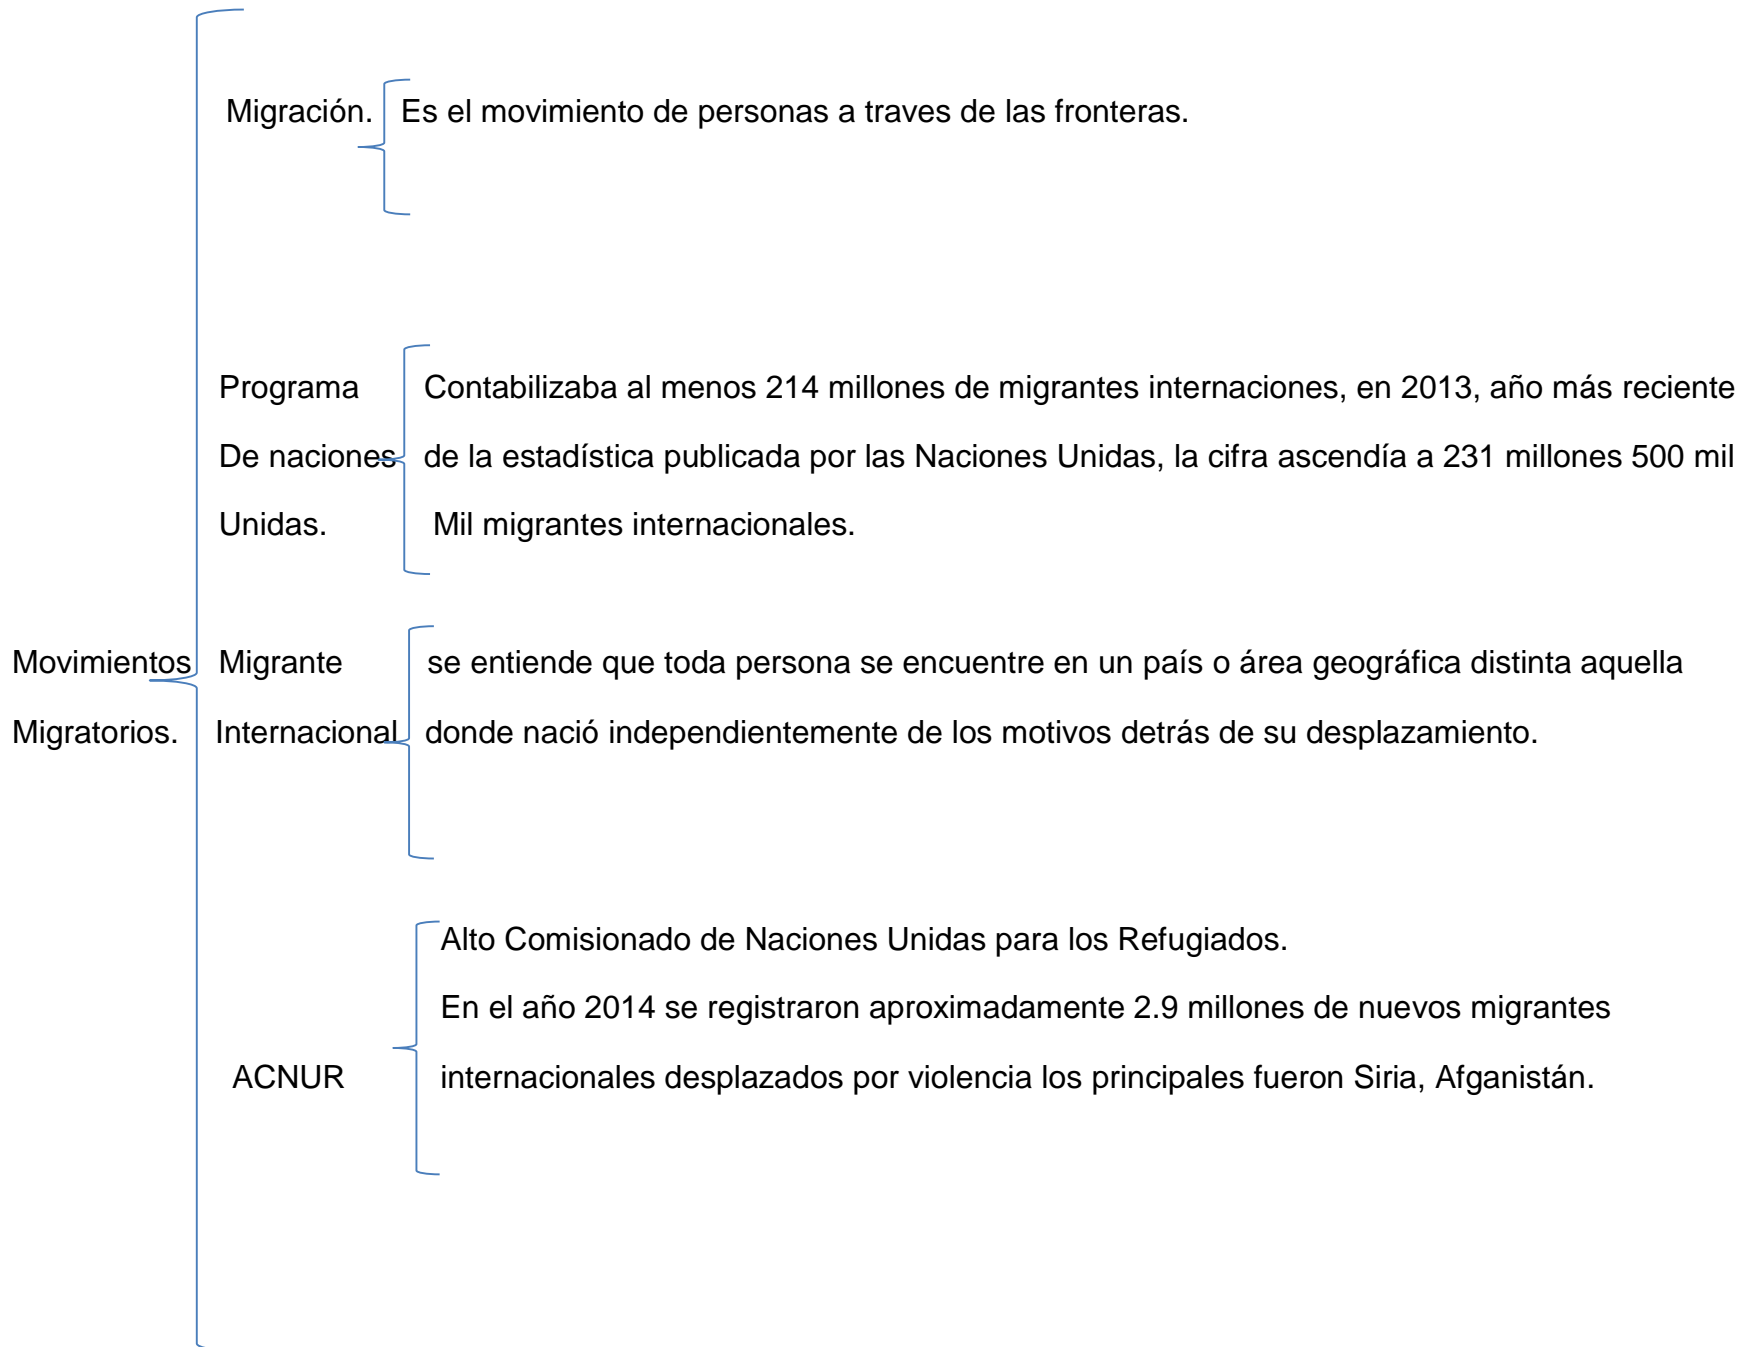 Migración. Es el movimiento de personas a traves de las fronteras.
Programa Contabilizaba al menos 214 millones de migrantes internaciones, en 2013, año más reciente
De naciones de la estadística publicada por las Naciones Unidas, la cifra ascendía a 231 millones 500 mil
Unidas. Mil migrantes internacionales.
Movimientos Migrante se entiende que toda persona se encuentre en un país o área geográfica distinta aquella
Migratorios. Internacional donde nació independientemente de los motivos detrás de su desplazamiento.
Alto Comisionado de Naciones Unidas para los Refugiados.
En el año 2014 se registraron aproximadamente 2.9 millones de nuevos migrantes
ACNUR internacionales desplazados por violencia los principales fueron Siria, Afganistán.